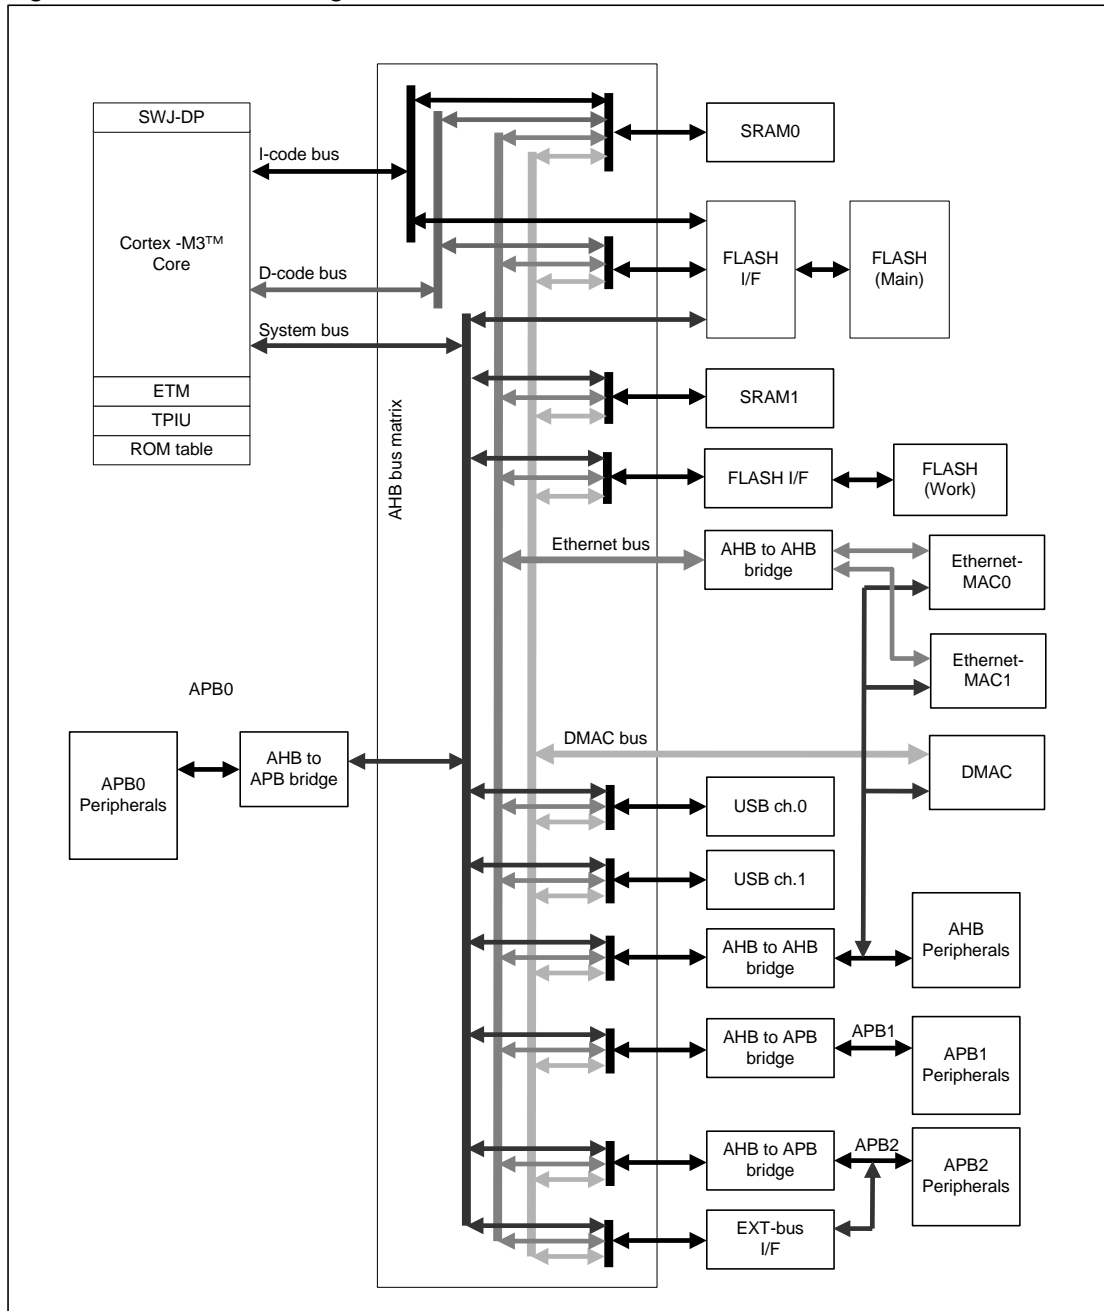 SWJ-DP
I-code bus
Cortex -M3™
Core
D-code bus
System bus
ETM
TPIU
ROM table
AHB bus matrix
SRAM0
FLASH
I/F
FLASH
(Main)
SRAM1
FLASH I/F
FLASH
(Work)
Ethernet bus
AHB to AHB
bridge
Ethernet-
MAC0
Ethernet-
MAC1
APB0
DMAC bus
DMAC
APB0
Peripherals
AHB to
APB bridge
USB ch.0
USB ch.1
AHB to AHB
bridge
AHB
Peripherals
AHB to APB
bridge
APB1
APB1
Peripherals
AHB to APB
bridge
APB2
APB2
Peripherals
EXT-bus
I/F